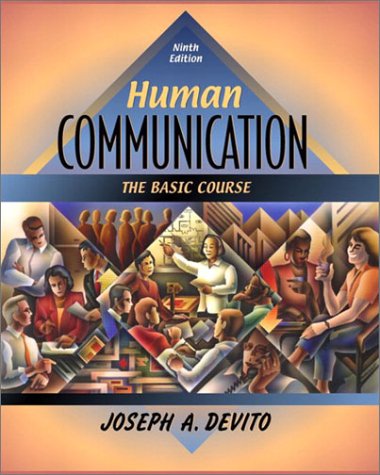 Ninth
Edition
Human
COMMUNICATION
THE BASIC COURSE
JOSEPH A. DEVITO